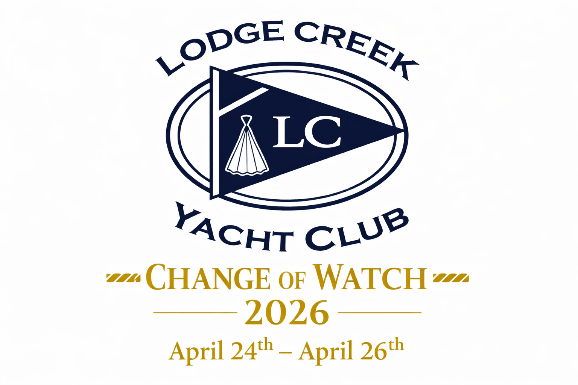 LODGE CREEK
LC
YACHT CLUB
CHANGE OF WATCH
2026
April 24th – April 26th